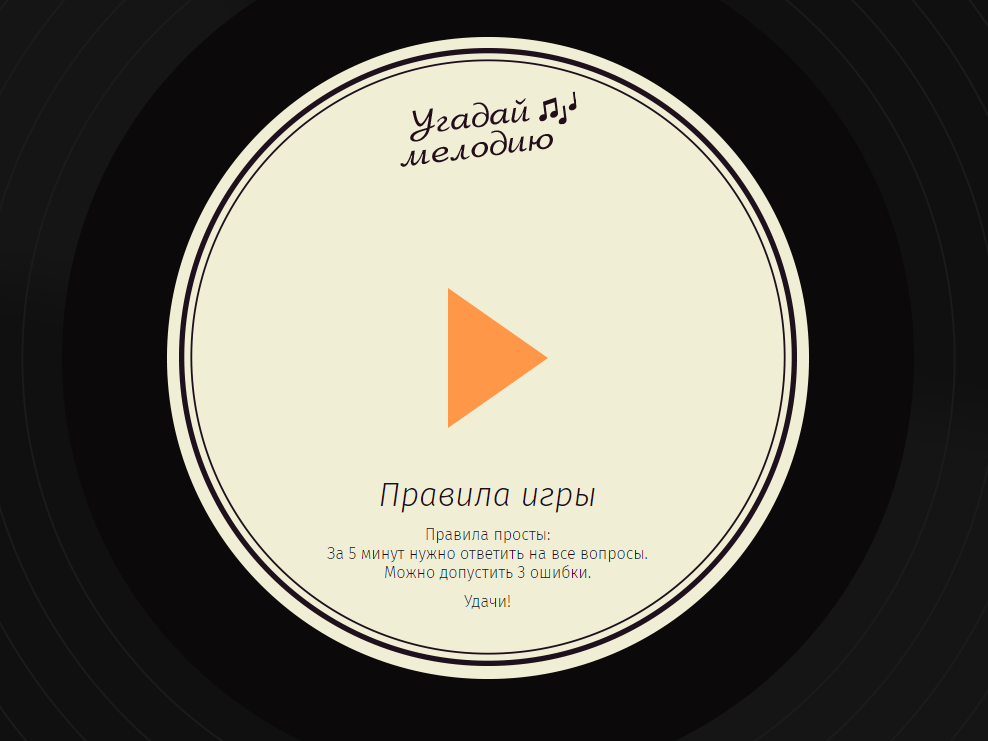 Угадай
мелодию
Правила игры
Правила просты:
За 5 минут нужно ответить на все вопросы.
Можно допустить 3 ошибки.
Удачи!